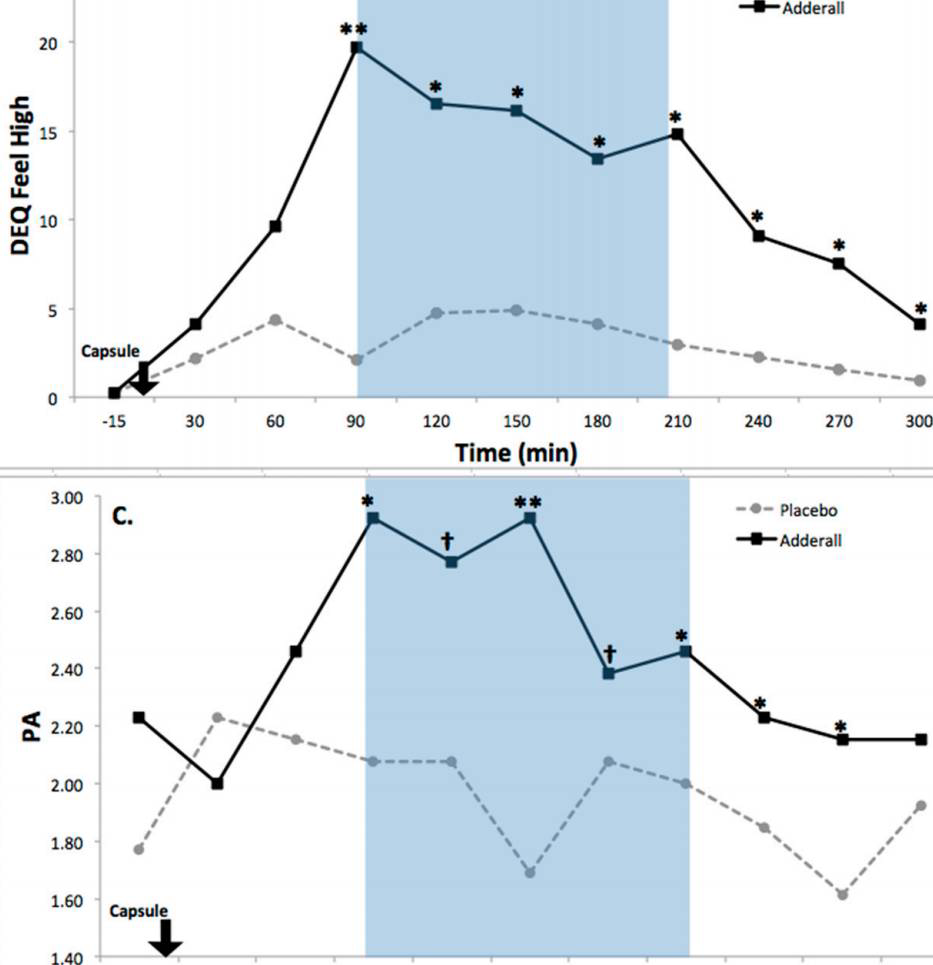 Adderall
**
20
*
*
*
*
15
DEQ Feel High
10
*
*
5
*
Capsule
0
-15 30 60 90 120 150 180 210 240 270 300
Time (min)
3.00
C.
*
**
Placebo
Adderall
†
2.80
2.60
†
*
2.40
*
*
2.20
PA
2.00
1.80
1.60
Capsule
1.40